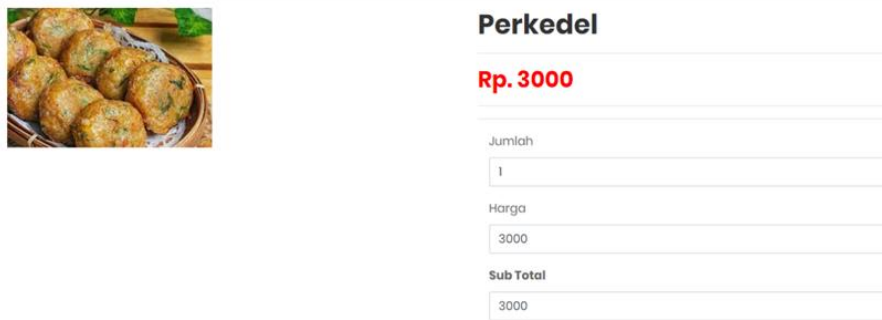 Perkedel
Rp. 3000
Jumlah
1
Harga
3000
Sub Total
3000